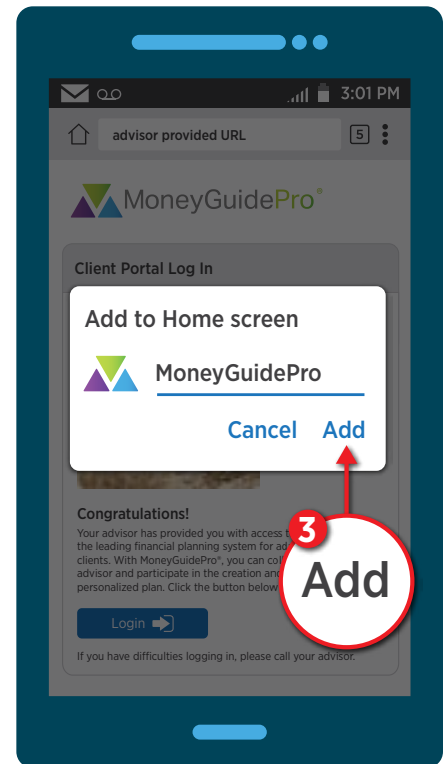 3:01 PM
advisor provided URL
5
MoneyGuidePro®
Client Portal Log In
Add to Home screen
MoneyGuidePro
Cancel Add
3
Add
Congratulations!
Your advisor has provided you with access
the leading financial planning system for
clients. With MoneyGuidePro®, you can
advisor and participate in the creation and
personalized plan. Click the button below
Login
If you have difficulties logging in, please call your advisor.